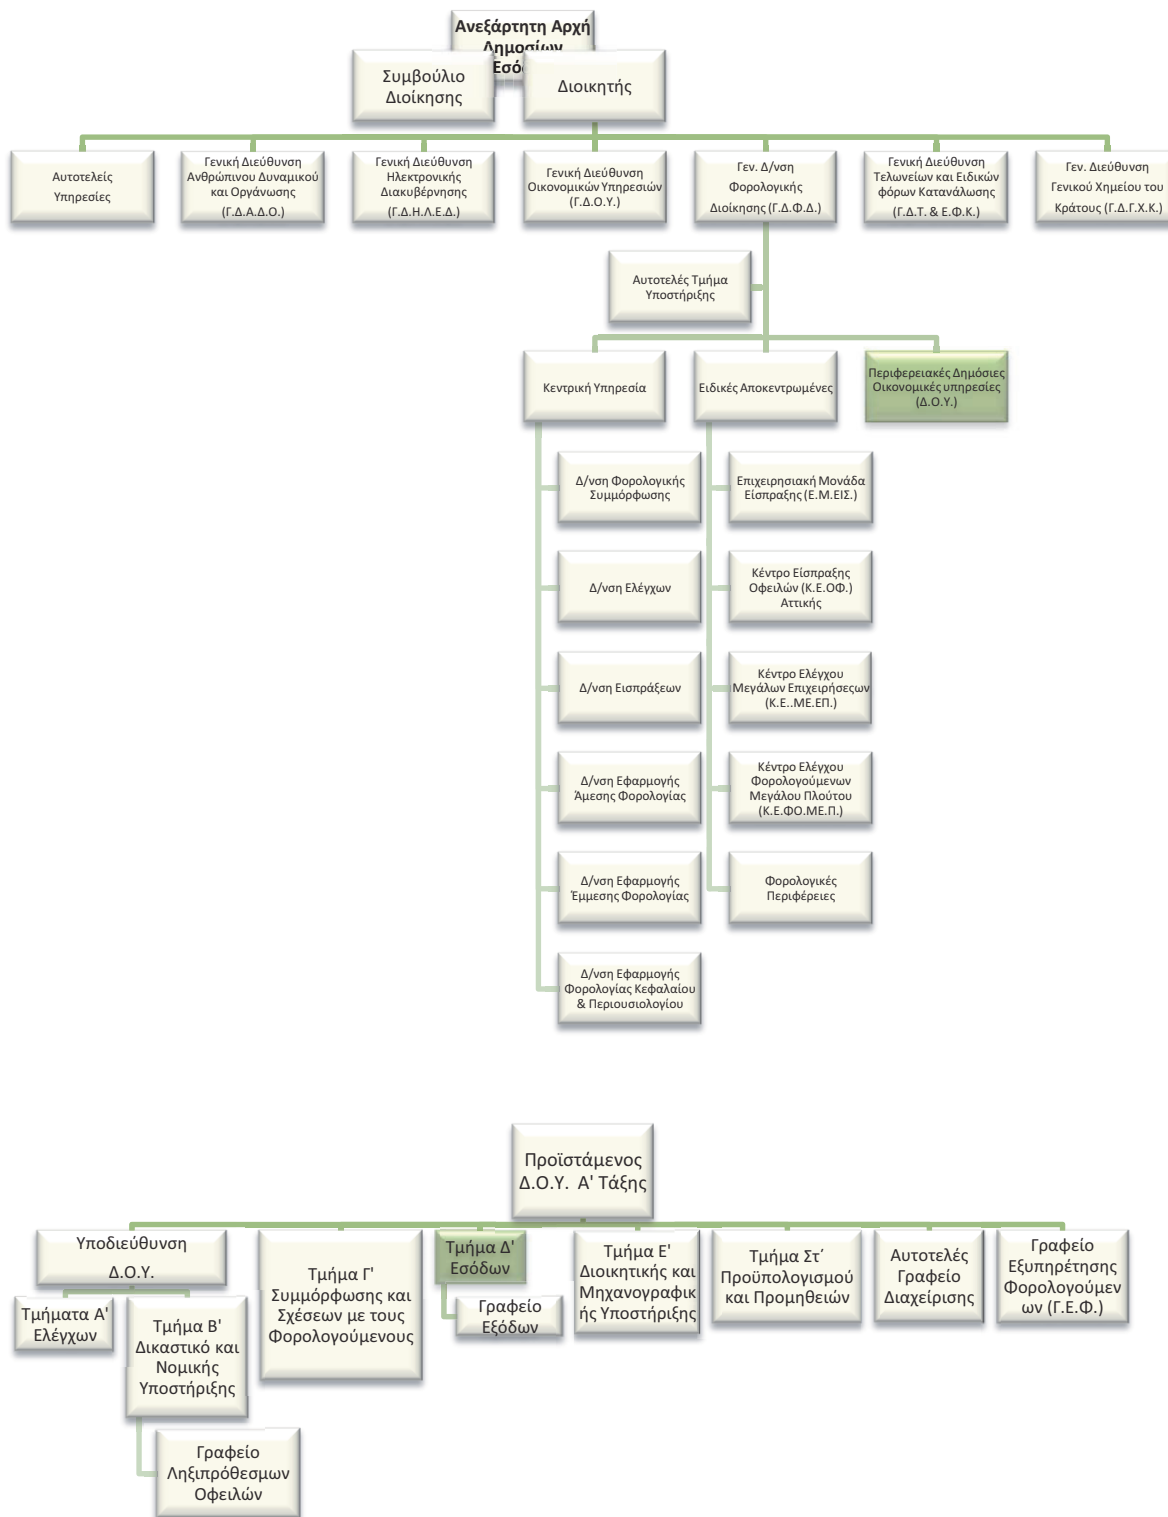 Ανεξάρτητη Αρχή
Δημοσίων
Συμβούλιο
Διοίκησης
Διοικητής
Αυτοτελείς
Υπηρεσίες
Γενική Διεύθυνση
Ανθρώπινου Δυναμικού
και Οργάνωσης
(Γ.Δ.Α.Δ.Ο.)
Γενική Διεύθυνση
Ηλεκτρονικής
Διακυβέρνησης
(Γ.Δ.Η.Λ.Ε.Δ.)
Γενική Διεύθυνση
Οικονομικών Υπηρεσιών
(Γ.Δ.Ο.Υ.)
Γεν. Δ/νση
Φορολογικής
Διοίκησης (Γ.Δ.Φ.Δ.)
Γενική Διεύθυνση
Τελωνείων και Ειδικών
φόρων Κατανάλωσης
(Γ.Δ.Τ. & Ε.Φ.Κ.)
Γεν. Διεύθυνση
Γενικού Χημείου του
Κράτους (Γ.Δ.Γ.Χ.Κ.)
Αυτοτελές Τμήμα
Υποστήριξης
Κεντρική Υπηρεσία
Ειδικές Αποκεντρωμένες
Περιφερειακές Δημόσιες
Οικονομικές υπηρεσίες
(Δ.Ο.Υ.)
Δ/νση Φορολογικής
Συμμόρφωσης
Δ/νση Ελέγχων
Δ/νση Εισπράξεων
Δ/νση Εφαρμογής
Άμεσης Φορολογίας
Δ/νση Εφαρμογής
Έμμεσης Φορολογίας
Δ/νση Εφαρμογής
Φορολογίας Κεφαλαίου
& Περιουσιολογίου
Επιχειρησιακή Μονάδα
Είσπραξης (Ε.Μ.ΕΙΣ.)
Κέντρο Είσπραξης
Οφειλών (Κ.Ε.ΟΦ.)
Αττικής
Κέντρο Ελέγχου
Μεγάλων Επιχειρήσεςων
(Κ.Ε..ΜΕ.ΕΠ.)
Κέντρο Ελέγχου
Φορολογούμενων
Μεγάλου Πλούτου
(Κ.Ε.ΦΟ.ΜΕ.Π.)
Φορολογικές
Περιφέρειες
Προϊστάμενος
Δ.Ο.Υ. Α' Τάξης
Υποδιεύθυνση
Δ.Ο.Υ.
Τμήματα Α'
Ελέγχων
Τμήμα Β'
Δικαστικό και
Νομικής
Υποστήριξης
Γραφείο
Ληξιπρόθεσμων
Οφειλών
Τμήμα Γ'
Συμμόρφωσης και
Σχέσεων με τους
Φορολογούμενους
Τμήμα Δ'
Εσόδων
Γραφείο
Εξόδων
Τμήμα Ε'
Διοικητικής και
Μηχανογραφικ
ής Υποστήριξης
Τμήμα Στ΄
Προϋπολογισμού
και Προμηθειών
Αυτοτελές
Γραφείο
Διαχείρισης
Γραφείο
Εξυπηρέτησης
Φορολογούμεν
ων (Γ.Ε.Φ.)